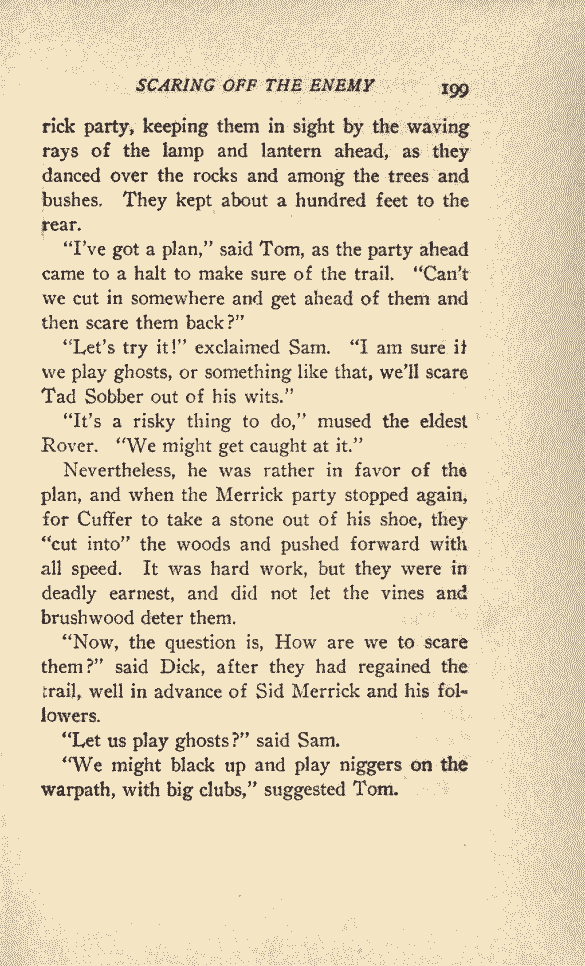 SCARING OFF THE ENEMY 199
rick party, keeping them in sight by the waving
rays of the lamp and lantern ahead, as they
danced over the rocks and among the trees and
bushes. They kept about a hundred feet to the
rear.
"I've got a plan," said Tom, as the party ahead
came to a halt to make sure of the trail. "Can't
we cut in somewhere and get ahead of them and
then scare them back?"
"Let's try it!" exclaimed Sam. "I am sure if
we play ghosts, or something like that, we'll scare
Tad Sobber out of his wits."
"It's a risky thing to do," mused the eldest
Rover. "We might get caught at it."
Nevertheless, he was rather in favor of the
plan, and when the Merrick party stopped again,
for Cuffer to take a stone out of his shoe, they
"cut into" the woods and pushed forward with
all speed. It was hard work, but they were in
deadly earnest, and did not let the vines and
brushwood deter them.
"Now, the question is, How are we to scare
them?" said Dick, after they had regained the
trail, well in advance of Sid Merrick and his fol-
lowers.
"Let us play ghosts?" said Sam.
"We might black up and play niggers on the
warpath, with big clubs," suggested Tom.